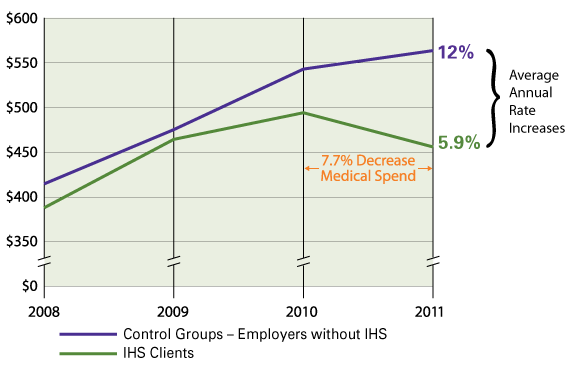 $600
$550
$500
$450
$400
$350
$0
12%
5.9%
Average
Annual
Rate
Increases
7.7% Decrease
Medical Spend
2008 2009 2010 2011
Control Groups – Employers without IHS
IHS Clients